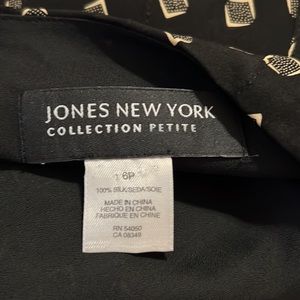 JONES NEW YORK
COLLECTION PETITE
16P
100% SILK/SEDA/SOIE
MADE IN CHINA
HECHO EN CHINA
FABRIQUE EN CHINE
RN 54050
CA 08349